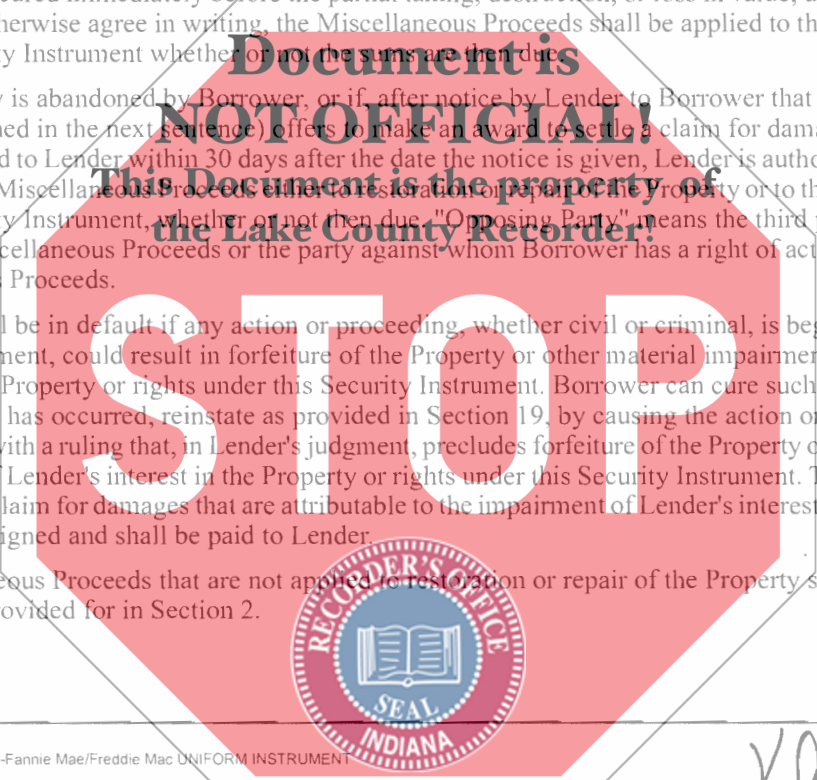 ured immediately before the partial taking, destruction, or loss in value, u
herwise agree in writing, the Miscellaneous Proceeds shall be applied to th
y Instrument whether or not the sums are then due.
Document is
y is abandoned by Borrower, or if, after notice by Lender to Borrower that
NOT OFFICIAL!
ned in the next sentence) offers to make an award to settle a claim for dama
d to Lender within 30 days after the date the notice is given, Lender is autho
This Document is the property of
Miscellaneous Proceeds either to restoration or repair of the Property or to th
y Instrument, whether or not then due. "Opposing Party" means the third p
the Lake County Recorder!
cellaneous Proceeds or the party against whom Borrower has a right of act
s Proceeds.
STOP
l be in default if any action or proceeding, whether civil or criminal, is beg
ment, could result in forfeiture of the Property or other material impairmen
Property or rights under this Security Instrument. Borrower can cure such
has occurred, reinstate as provided in Section 19, by causing the action or
vith a ruling that, in Lender's judgment, precludes forfeiture of the Property o
f Lender's interest in the Property or rights under this Security Instrument. T
laim for damages that are attributable to the impairment of Lender's interest
igned and shall be paid to Lender.
eous Proceeds that are not applied to restoration or repair of the Property s
rovided for in Section 2.
RECORDER'S OFFICE
SEAL
INDIANA
-Fannie Mae/Freddie Mac UNIFORM INSTRUMENT